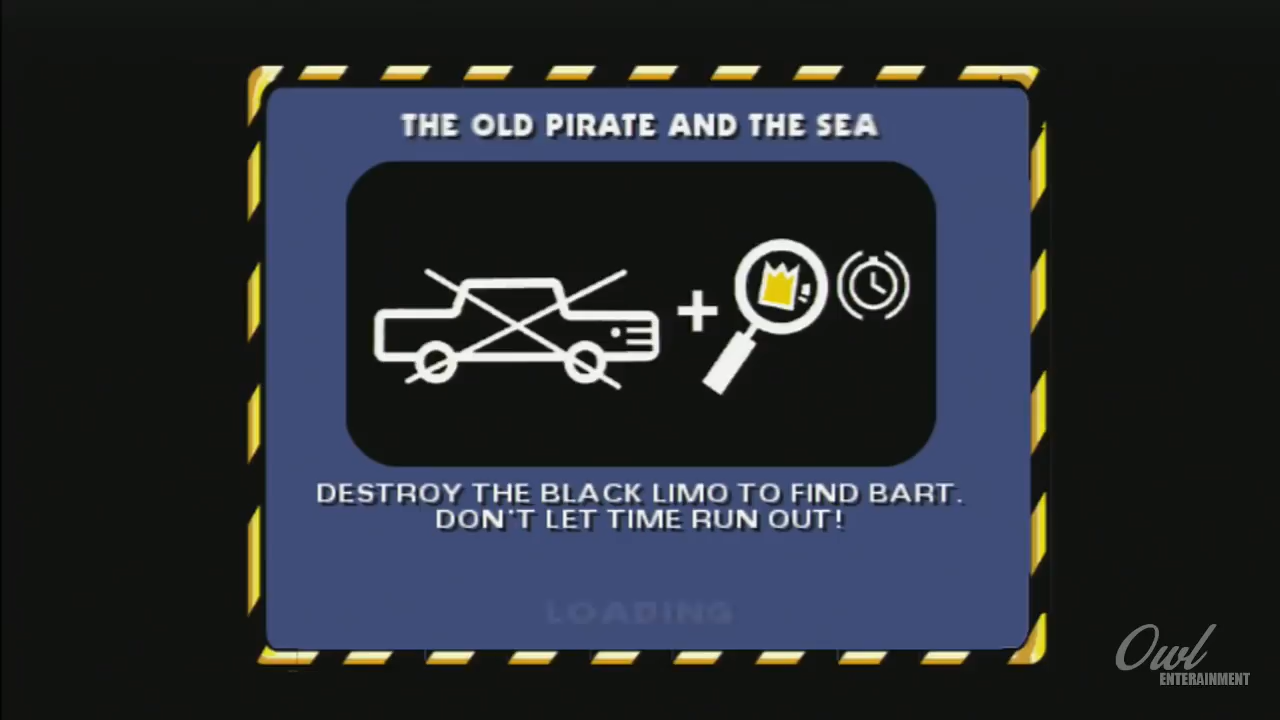 THE OLD PIRATE AND THE SEA
DESTROY THE BLACK LIMO TO FIND BART.
DON'T LET TIME RUN OUT!
LOADING
Owl
ENTERAINMENT